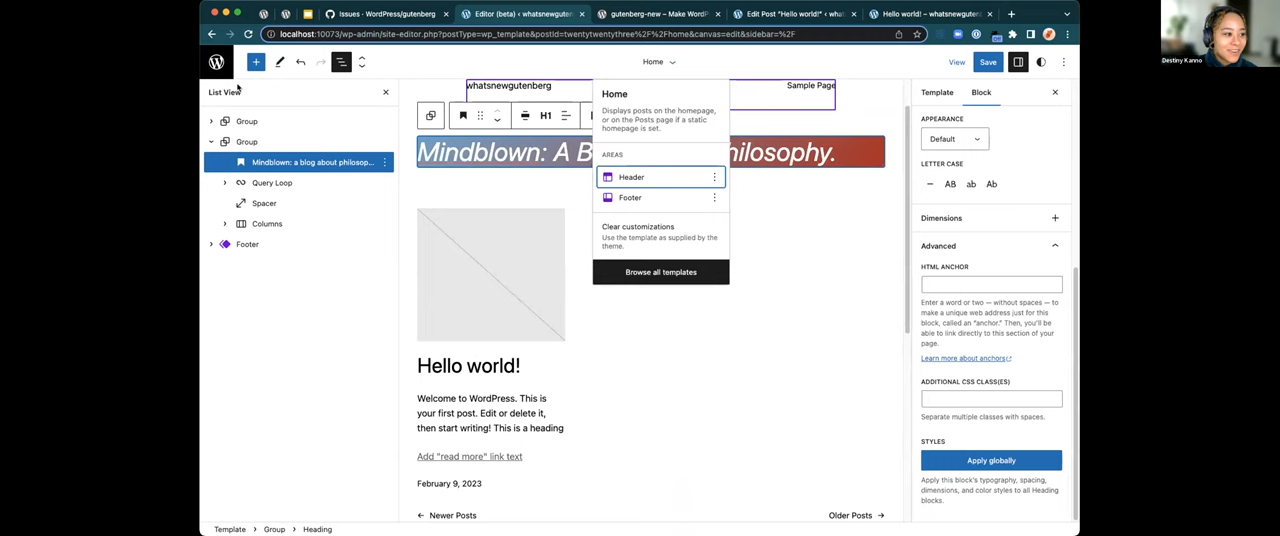 Issues · WordPress/gutenberg
Editor (beta) ‹ whatsnewguten
gutenberg-new – Make WordP
Edit Post "Hello world!" ‹ what
Hello world! – whatsnewguten
localhost:10073/wp-admin/site-editor.php?postType=wp_template&postId=twentytwentythree%2F%2Fhome&canvas=edit&sidebar=%2F
Off
Home
View
Save
Destiny Kanno
List View
Group
Group
Mindblown: a blog about philosop...
Query Loop
Spacer
Columns
Footer
whatsnewgutenberg
Sample Page
H1
Mindblown: A B
hilosophy.
Home
Displays posts on the homepage,
or on the Posts page if a static
homepage is set.
AREAS
Header
Footer
Clear customizations
Use the template as supplied by the
theme.
Browse all templates
Hello world!
Welcome to WordPress. This is
your first post. Edit or delete it,
then start writing! This is a heading
Add "read more" link text
February 9, 2023
← Newer Posts
Older Posts →
Template
Block
APPEARANCE
Default
LETTER CASE
– AB ab Ab
Dimensions
Advanced
HTML ANCHOR
Enter a word or two — without spaces — to
make a unique web address just for this
block, called an "anchor." Then, you'll be
able to link directly to this section of your
page.
Learn more about anchors
ADDITIONAL CSS CLASS(ES)
Separate multiple classes with spaces.
STYLES
Apply globally
Apply this block's typography, spacing,
dimensions, and color styles to all Heading
blocks.
Template > Group > Heading